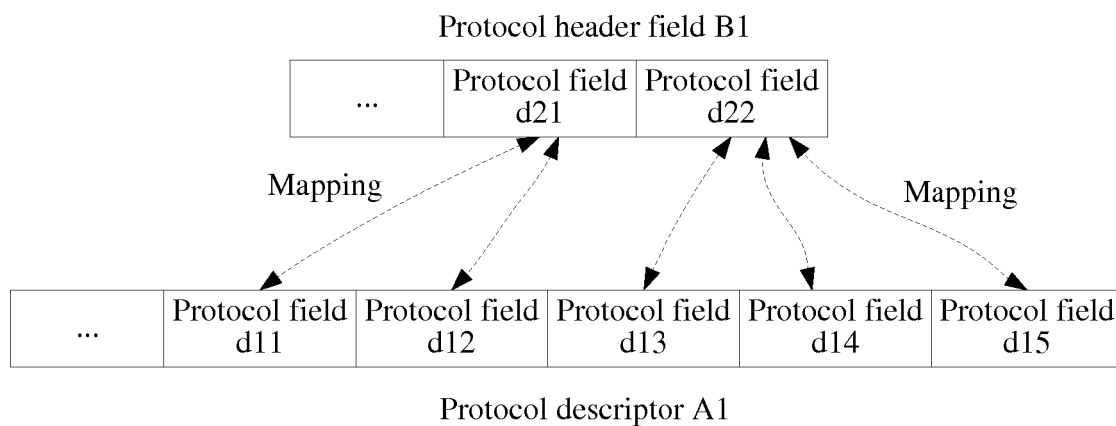 Protocol header field B1
...
Protocol field
d21
Protocol field
d22
Mapping
Mapping
...
Protocol field
d11
Protocol field
d12
Protocol field
d13
Protocol field
d14
Protocol field
d15
Protocol descriptor A1